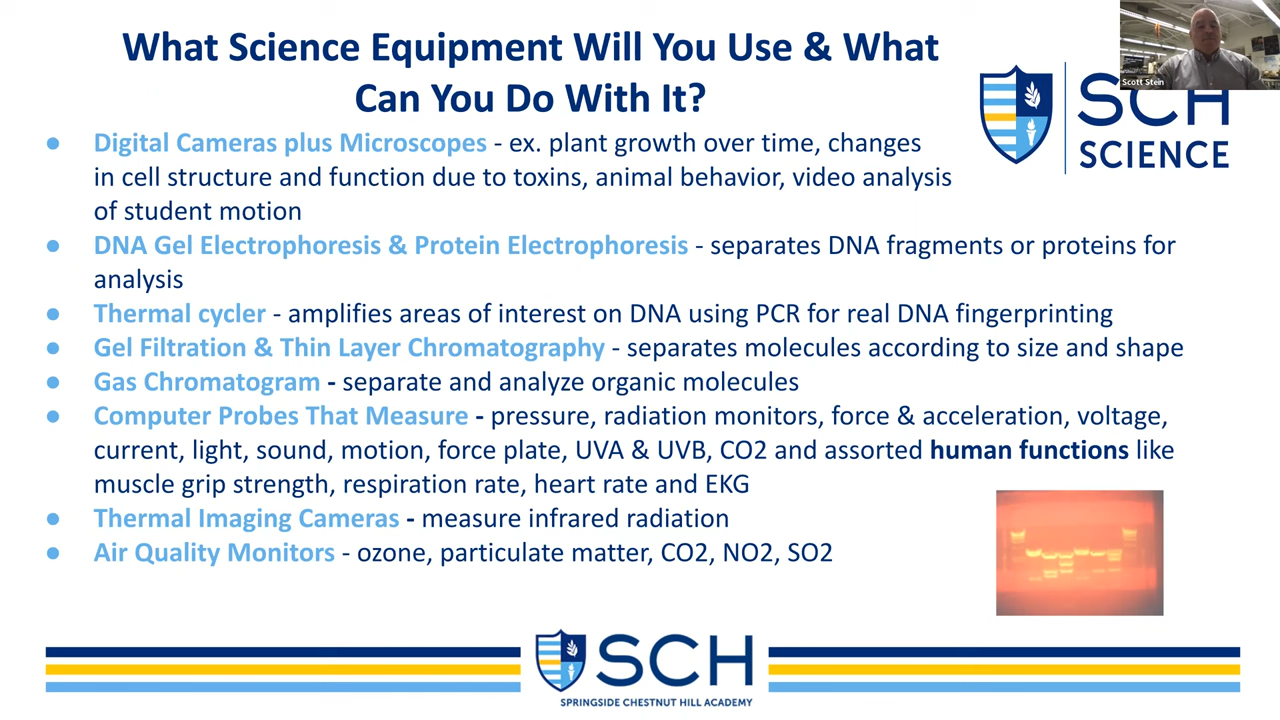 What Science Equipment Will You Use & What
Can You Do With It?
Scott Stein
SCH
SCIENCE
● Digital Cameras plus Microscopes - ex. plant growth over time, changes
in cell structure and function due to toxins, animal behavior, video analysis
of student motion
● DNA Gel Electrophoresis & Protein Electrophoresis - separates DNA fragments or proteins for
analysis
● Thermal cycler - amplifies areas of interest on DNA using PCR for real DNA fingerprinting
● Gel Filtration & Thin Layer Chromatography - separates molecules according to size and shape
● Gas Chromatogram - separate and analyze organic molecules
● Computer Probes That Measure - pressure, radiation monitors, force & acceleration, voltage,
current, light, sound, motion, force plate, UVA & UVB, CO2 and assorted human functions like
muscle grip strength, respiration rate, heart rate and EKG
● Thermal Imaging Cameras - measure infrared radiation
● Air Quality Monitors - ozone, particulate matter, CO2, NO2, SO2
SCH
SPRINGSIDE CHESTNUT HILL ACADEMY